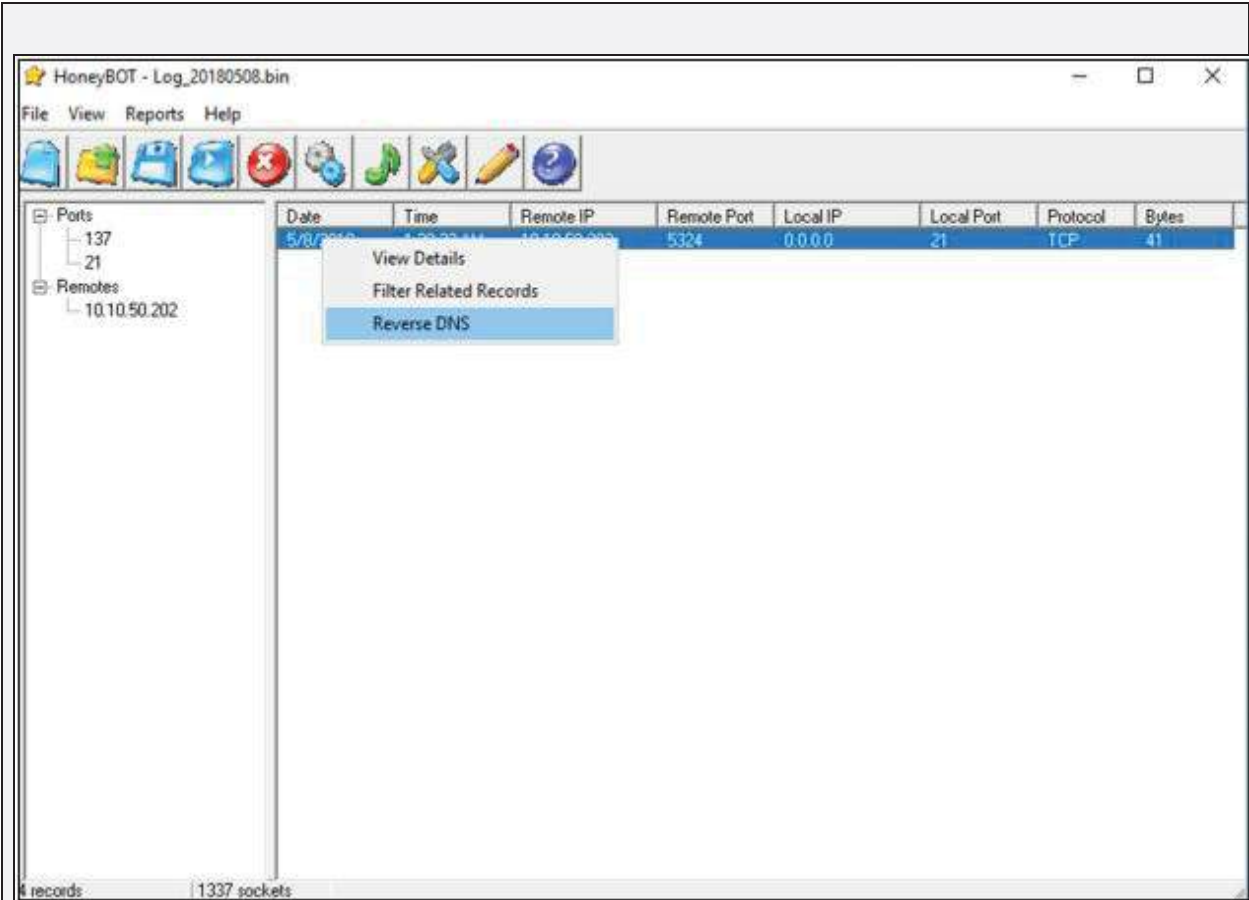 HoneyBOT - Log_20180508.bin
File View Reports Help
Ports
137
21
Remotes
10.10.50.202
Date Time Remote IP Remote Port Local IP Local Port Protocol Bytes
5324 0.0.0.0 21 TCP 41
View Details
Filter Related Records
Reverse DNS
records 1337 sockets